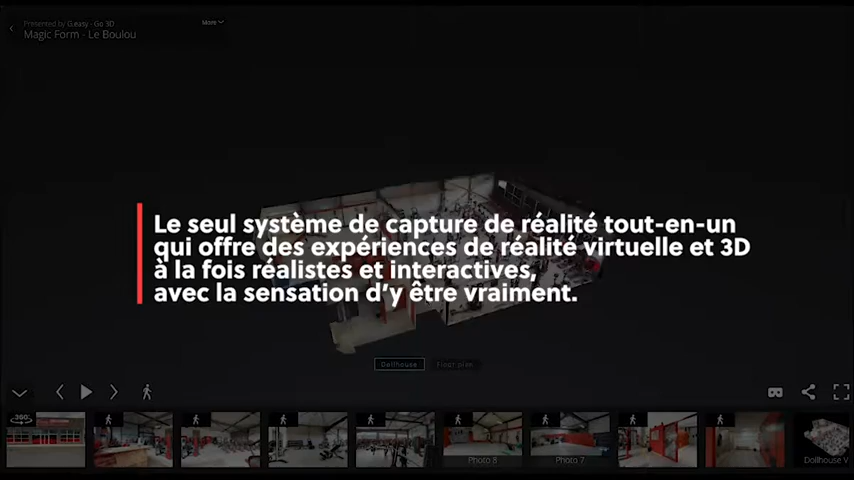 Presented by G.easy - Go 3D
More
Magic Form - Le Boulou
Le seul système de capture de réalité tout-en-un
qui offre des expériences de réalité virtuelle et 3D
à la fois réalistes et interactives,
avec la sensation d'y être vraiment.
Dollhouse
Floor plan
360°
Photo 8
Photo 7
Dollhouse V